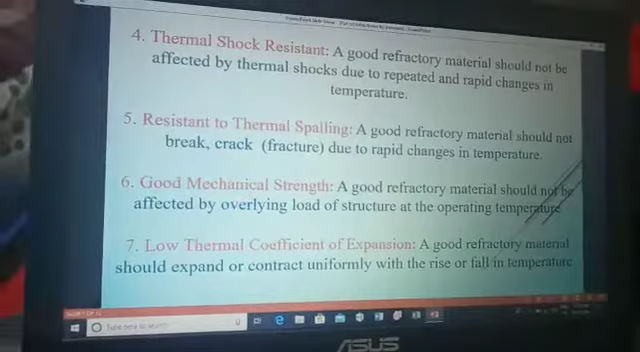 4. Thermal Shock Resistant: A good refractory material should not be
affected by thermal shocks due to repeated and rapid changes in
temperature.
5. Resistant to Thermal Spalling: A good refractory material should not
break, crack (fracture) due to rapid changes in temperature.
6. Good Mechanical Strength: A good refractory material should not be
affected by overlying load of structure at the operating temperature
7. Low Thermal Coefficient of Expansion: A good refractory material
should expand or contract uniformly with the rise or fall in temperature
Type here to search
ASUS